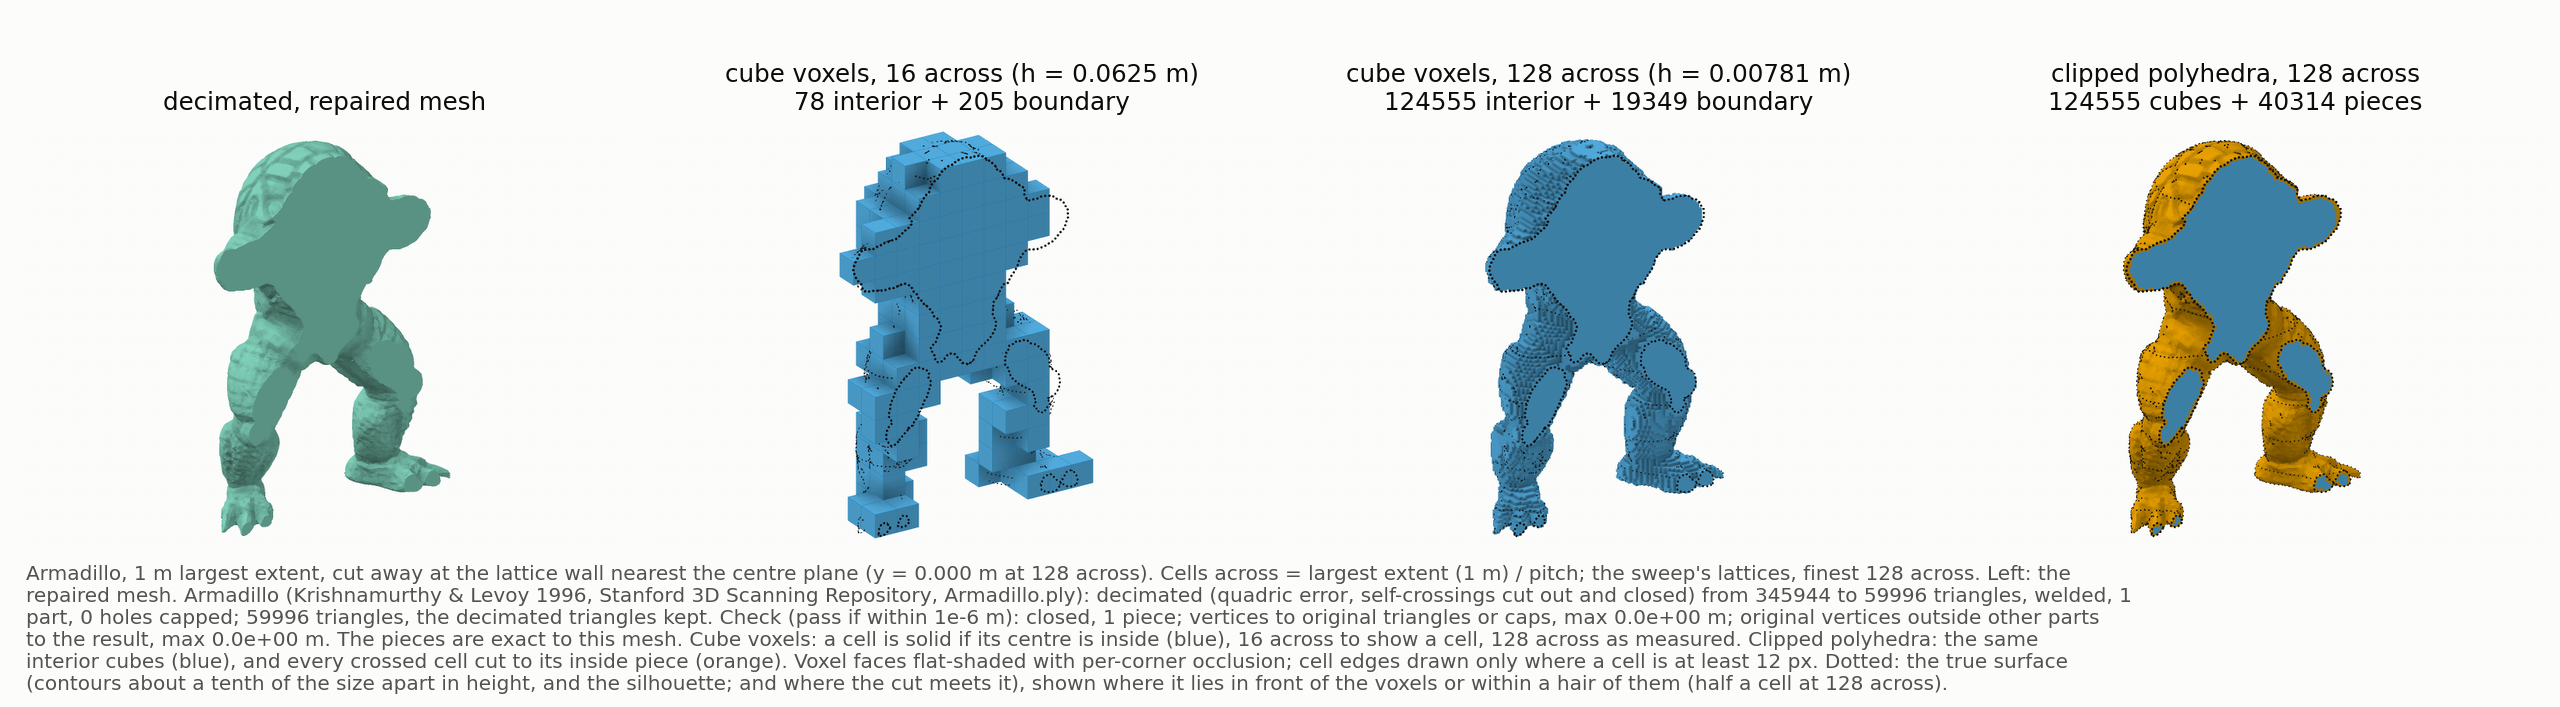 decimated, repaired mesh
cube voxels, 16 across (h = 0.0625 m)
78 interior + 205 boundary
cube voxels, 128 across (h = 0.00781 m)
124555 interior + 19349 boundary
clipped polyhedra, 128 across
124555 cubes + 40314 pieces
Armadillo, 1 m largest extent, cut away at the lattice wall nearest the centre plane (y = 0.000 m at 128 across). Cells across = largest extent (1 m) / pitch; the sweep's lattices, finest 128 across. Left: the
repaired mesh. Armadillo (Krishnamurthy & Levoy 1996, Stanford 3D Scanning Repository, Armadillo.ply): decimated (quadric error, self-crossings cut out and closed) from 345944 to 59996 triangles, welded, 1
part, 0 holes capped; 59996 triangles, the decimated triangles kept. Check (pass if within 1e-6 m): closed, 1 piece; vertices to original triangles or caps, max 0.0e+00 m; original vertices outside other parts
to the result, max 0.0e+00 m. The pieces are exact to this mesh. Cube voxels: a cell is solid if its centre is inside (blue), 16 across to show a cell, 128 across as measured. Clipped polyhedra: the same
interior cubes (blue), and every crossed cell cut to its inside piece (orange). Voxel faces flat-shaded with per-corner occlusion; cell edges drawn only where a cell is at least 12 px. Dotted: the true surface
(contours about a tenth of the size apart in height, and the silhouette; and where the cut meets it), shown where it lies in front of the voxels or within a hair of them (half a cell at 128 across).